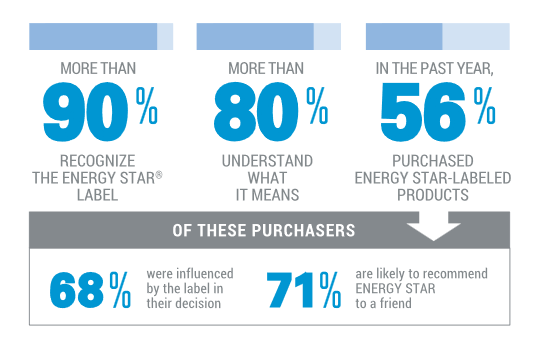 MORE THAN
90%
RECOGNIZE
THE ENERGY STAR®
LABEL
MORE THAN
80%
UNDERSTAND
WHAT
IT MEANS
IN THE PAST YEAR,
56%
PURCHASED
ENERGY STAR-LABELED
PRODUCTS
OF THESE PURCHASERS
68%
were influenced
by the label in
their decision
71%
are likely to recommend
ENERGY STAR
to a friend